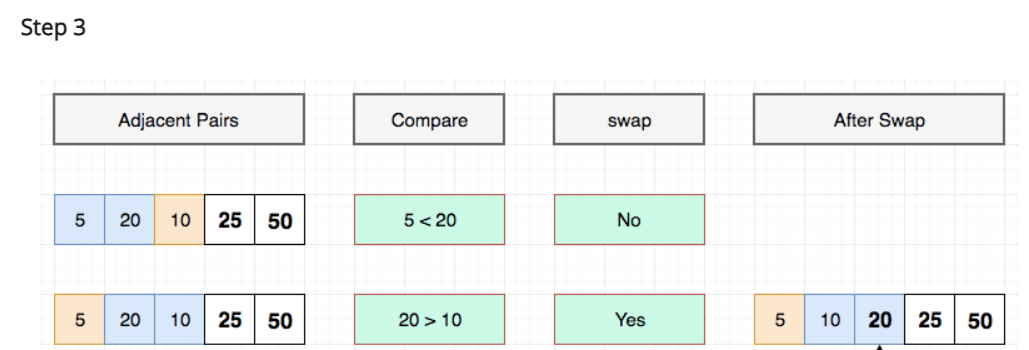 Step 3
Adjacent Pairs Compare swap After Swap
5 20 10 25 50 5 < 20 No
5 20 10 25 50 20 > 10 Yes 5 10 20 25 50